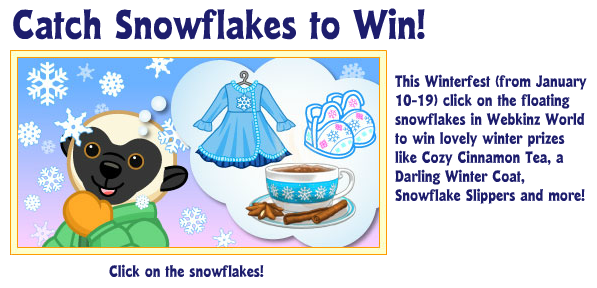 Catch Snowflakes to Win!
This Winterfest (from January
10-19) click on the floating
snowflakes in Webkinz World
to win lovely winter prizes
like Cozy Cinnamon Tea, a
Darling Winter Coat,
Snowflake Slippers and more!
Click on the snowflakes!